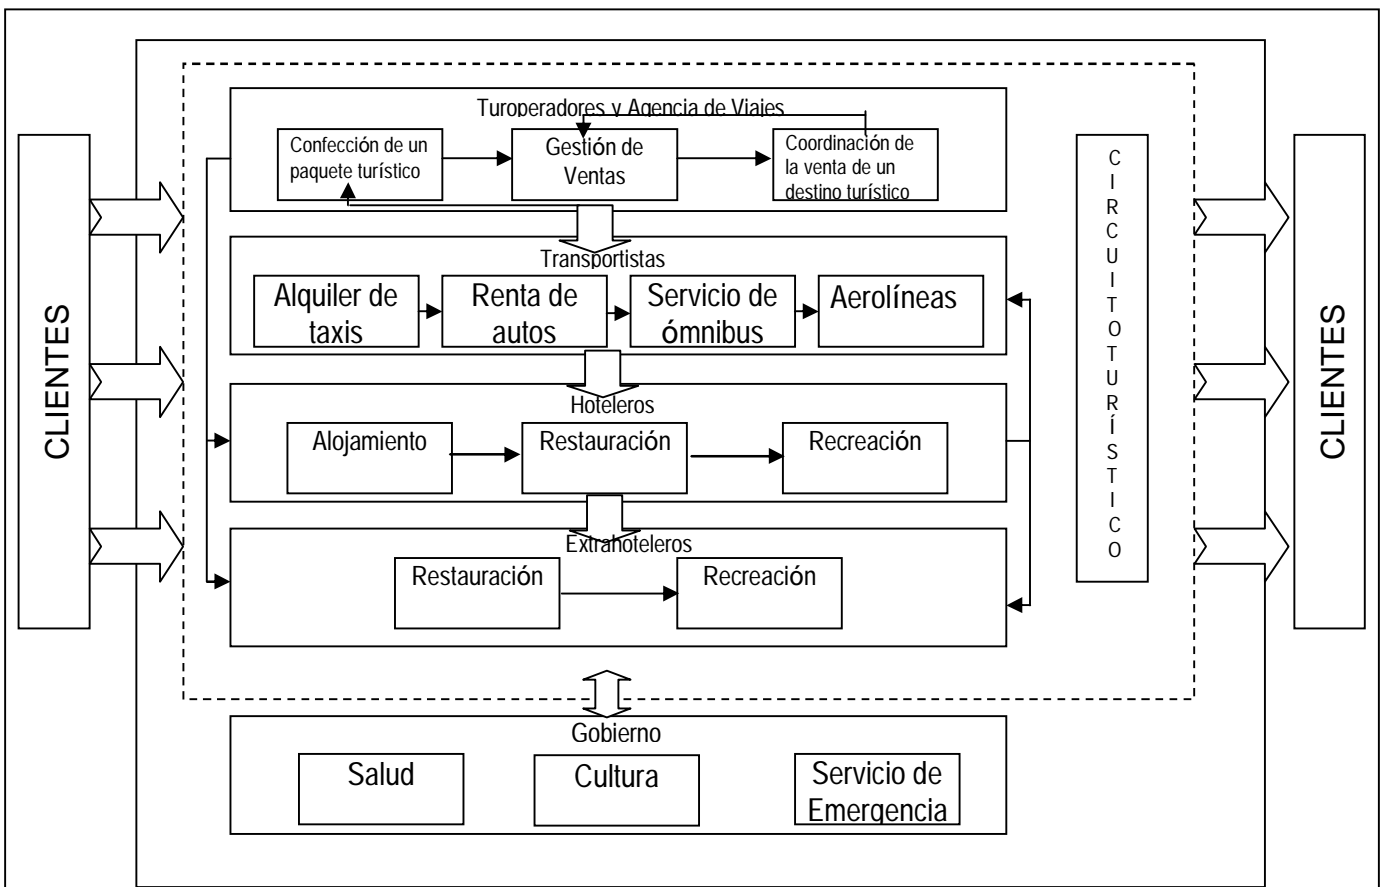 CLIENTES
Turoperadores y Agencia de Viajes
Confección de un
paquete turístico
Gestión de
Ventas
Coordinación de
la venta de un
destino turístico
Transportistas
Alquiler de
taxis
Renta de
autos
Servicio de
ómnibus
Aerolíneas
Hoteleros
Alojamiento
Restauración
Recreación
Extrahoteleros
Restauración
Recreación
Gobierno
Salud
Cultura
Servicio de
Emergencia
CIRCUITOTURÍSTICO
CLIENTES